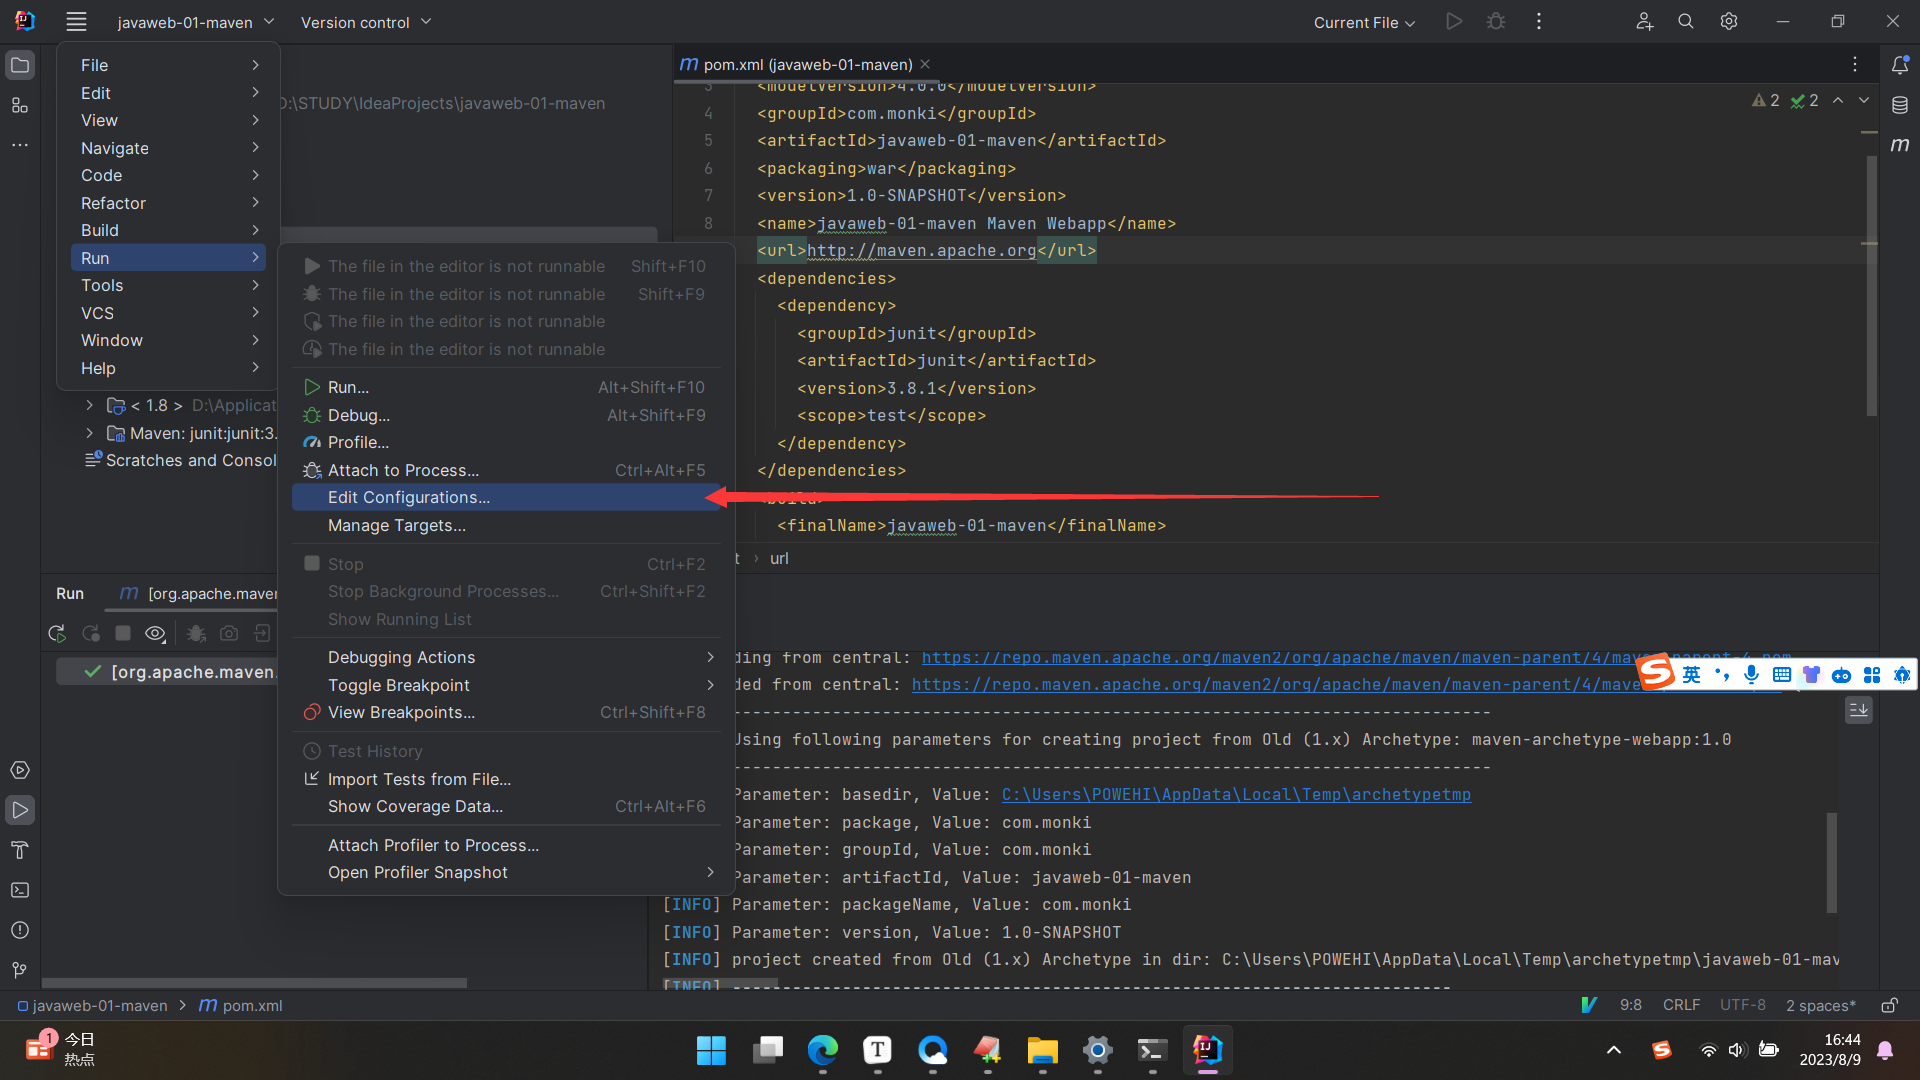 javaweb-01-maven
Version control
Current File
File
Edit
View
Navigate
Code
Refactor
Build
Run
Tools
VCS
Window
Help
D:\STUDY\IdeaProjects\javaweb-01-maven
< 1.8 > D:\Applicat
Maven: junit:junit:3.
Scratches and Consol
The file in the editor is not runnable Shift+F10
The file in the editor is not runnable Shift+F9
The file in the editor is not runnable
The file in the editor is not runnable
Run... Alt+Shift+F10
Debug... Alt+Shift+F9
Profile...
Attach to Process... Ctrl+Alt+F5
Edit Configurations...
Manage Targets...
Stop Ctrl+F2
Stop Background Processes... Ctrl+Shift+F2
Show Running List
Debugging Actions
Toggle Breakpoint
View Breakpoints... Ctrl+Shift+F8
Test History
Import Tests from File...
Show Coverage Data... Ctrl+Alt+F6
Attach Profiler to Process...
Open Profiler Snapshot
m pom.xml (javaweb-01-maven)
2 2
3 <modelVersion>4.0.0</modelVersion>
4 <groupId>com.monki</groupId>
5 <artifactId>javaweb-01-maven</artifactId>
6 <packaging>war</packaging>
7 <version>1.0-SNAPSHOT</version>
8 <name>javaweb-01-maven Maven Webapp</name>
<url>http://maven.apache.org</url>
<dependencies>
<dependency>
<groupId>junit</groupId>
<artifactId>junit</artifactId>
<version>3.8.1</version>
<scope>test</scope>
</dependency>
</dependencies>
<build>
<finalName>javaweb-01-maven</finalName>
t › url
Run m [org.apache.maven
[org.apache.maven.
ding from central: https://repo.maven.apache.org/maven2/org/apache/maven/maven-parent/4/maven-parent-4.pom
ded from central: https://repo.maven.apache.org/maven2/org/apache/maven/maven-parent/4/mave
英
----------------------------------------------------------------------------
Using following parameters for creating project from Old (1.x) Archetype: maven-archetype-webapp:1.0
----------------------------------------------------------------------------
Parameter: basedir, Value: C:\Users\POWEHI\AppData\Local\Temp\archetypetmp
Parameter: package, Value: com.monki
Parameter: groupId, Value: com.monki
Parameter: artifactId, Value: javaweb-01-maven
[INFO] Parameter: packageName, Value: com.monki
[INFO] Parameter: version, Value: 1.0-SNAPSHOT
[INFO] project created from Old (1.x) Archetype in dir: C:\Users\POWEHI\AppData\Local\Temp\archetypetmp\javaweb-01-mav
[INFO] ------------------------------------------------------------------------
javaweb-01-maven > m pom.xml
9:8 CRLF UTF-8 2 spaces*
1
今日
热点
16:44
2023/8/9